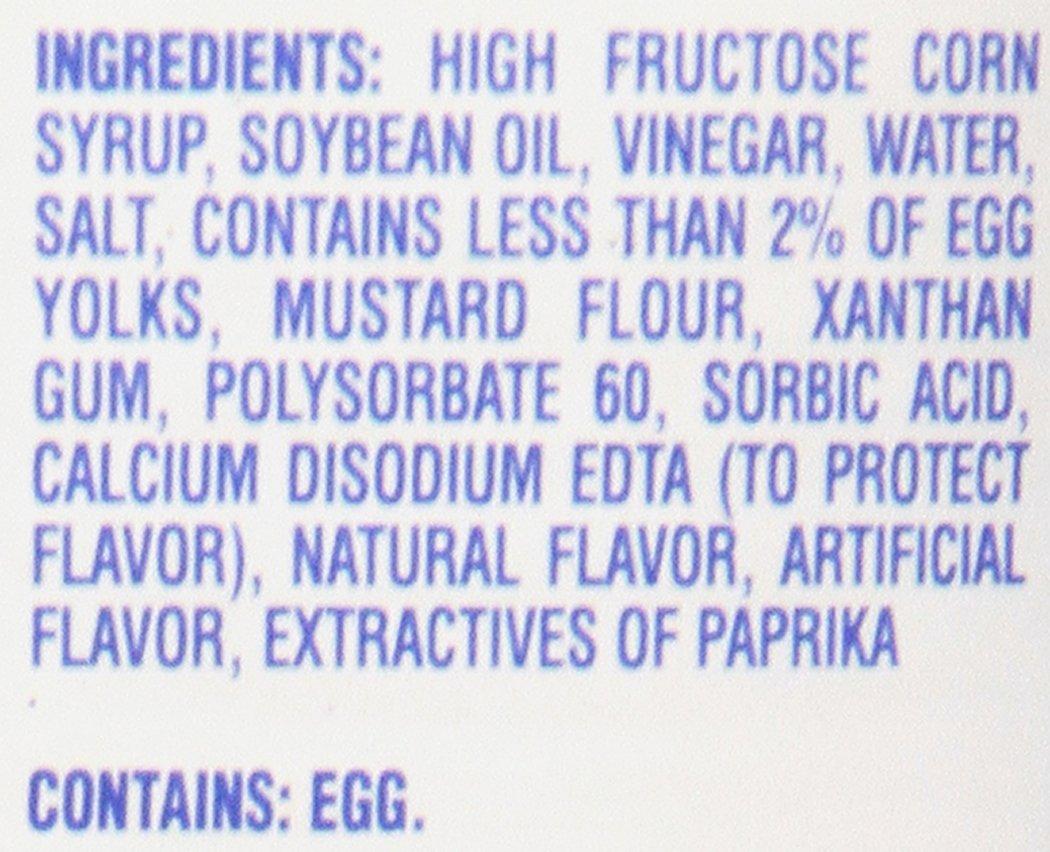 INGREDIENTS: HIGH FRUCTOSE CORN
SYRUP, SOYBEAN OIL, VINEGAR, WATER,
SALT, CONTAINS LESS THAN 2% OF EGG
YOLKS, MUSTARD FLOUR, XANTHAN
GUM, POLYSORBATE 60, SORBIC ACID,
CALCIUM DISODIUM EDTA (TO PROTECT
FLAVOR), NATURAL FLAVOR, ARTIFICIAL
FLAVOR, EXTRACTIVES OF PAPRIKA
CONTAINS: EGG.